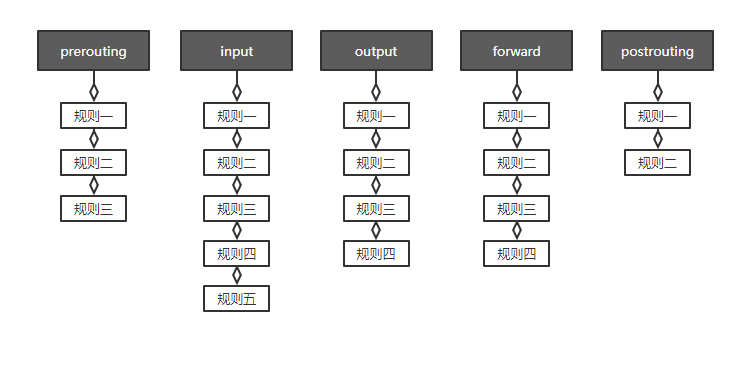 prerouting
input
output
forward
postrouting
规则一
规则一
规则一
规则一
规则一
规则二
规则二
规则二
规则二
规则二
规则三
规则三
规则三
规则三
规则四
规则四
规则四
规则五